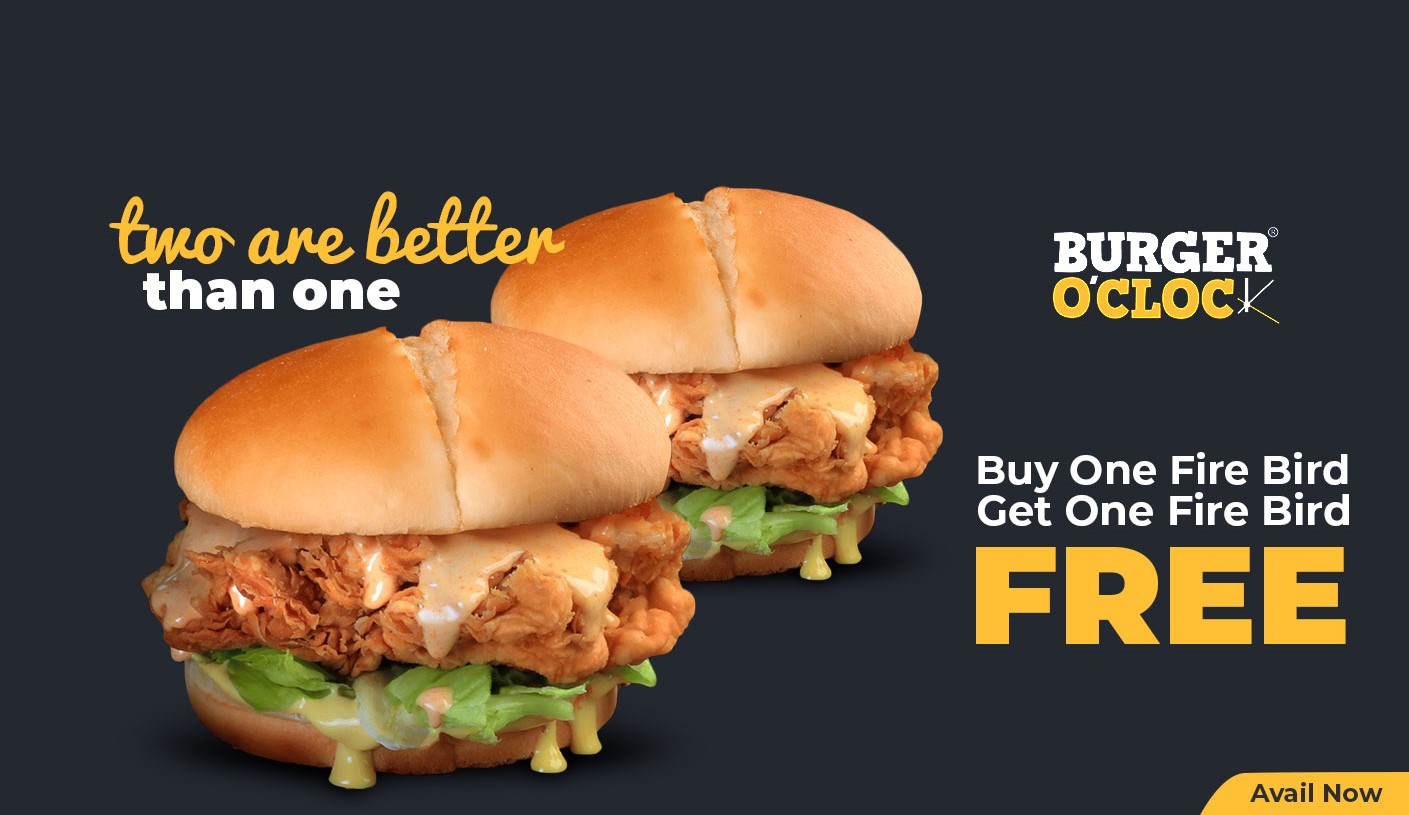 two are better
than one
BURGER®
O'CLOCK
Buy One Fire Bird
Get One Fire Bird
FREE
Avail Now